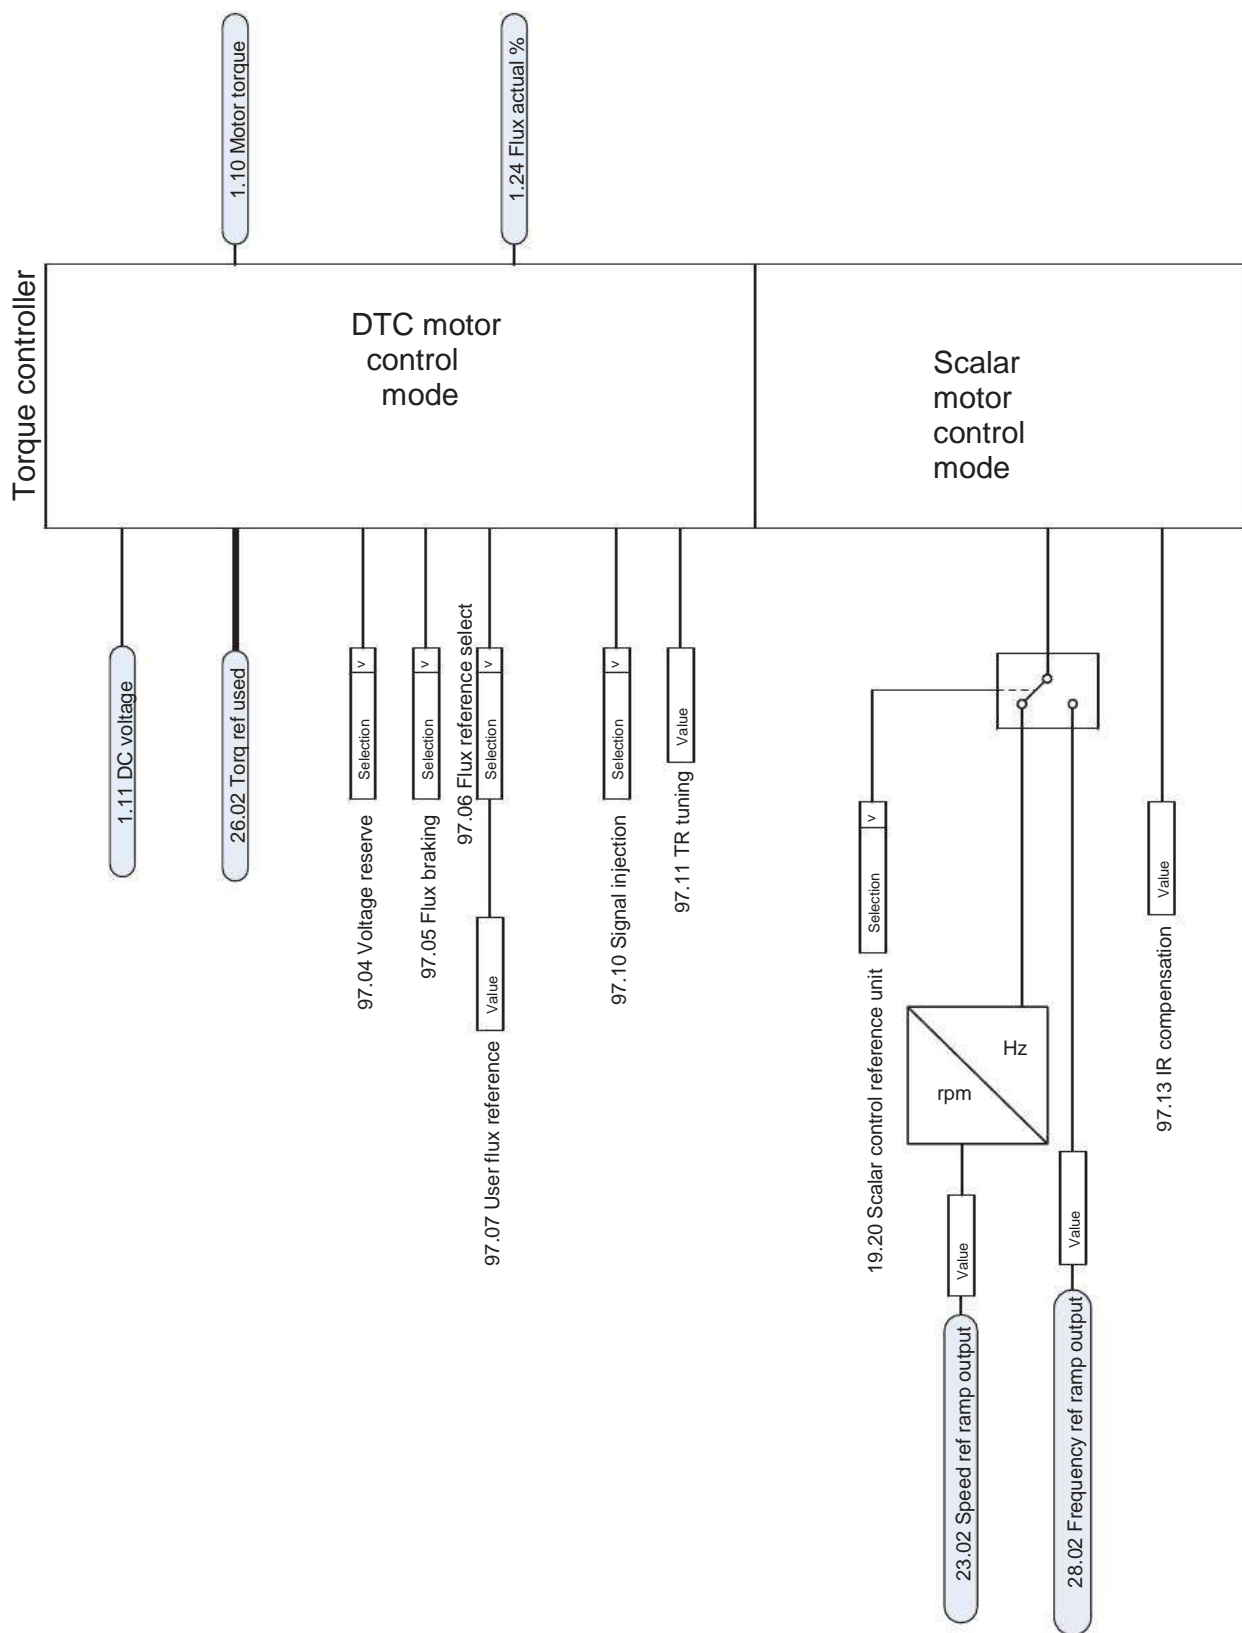 Torque controller
1.10 Motor torque
1.24 Flux actual %
DTC motor
control
mode
Scalar
motor
control
mode
1.11 DC voltage
26.02 Torq ref used
v
Selection
97.04 Voltage reserve
v
Selection
97.05 Flux braking
97.06 Flux reference select
v
Selection
Value
97.07 User flux reference
v
Selection
97.10 Signal injection
Value
97.11 TR tuning
v
Selection
19.20 Scalar control reference unit
Hz
rpm
Value
23.02 Speed ref ramp output
Value
28.02 Frequency ref ramp output
Value
97.13 IR compensation